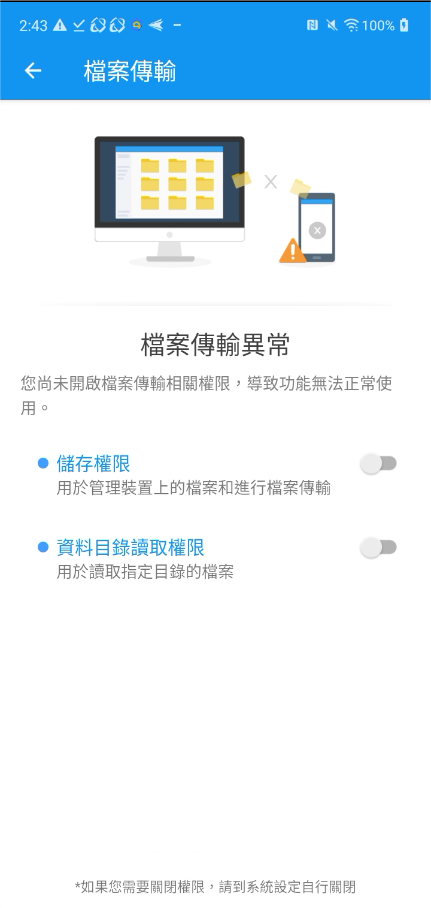 2:43
100%
檔案傳輸
檔案傳輸異常
您尚未開啟檔案傳輸相關權限，導致功能無法正常使
用。
儲存權限
用於管理裝置上的檔案和進行檔案傳輸
資料目錄讀取權限
用於讀取指定目錄的檔案
*如果您需要關閉權限，請到系統設定自行關閉